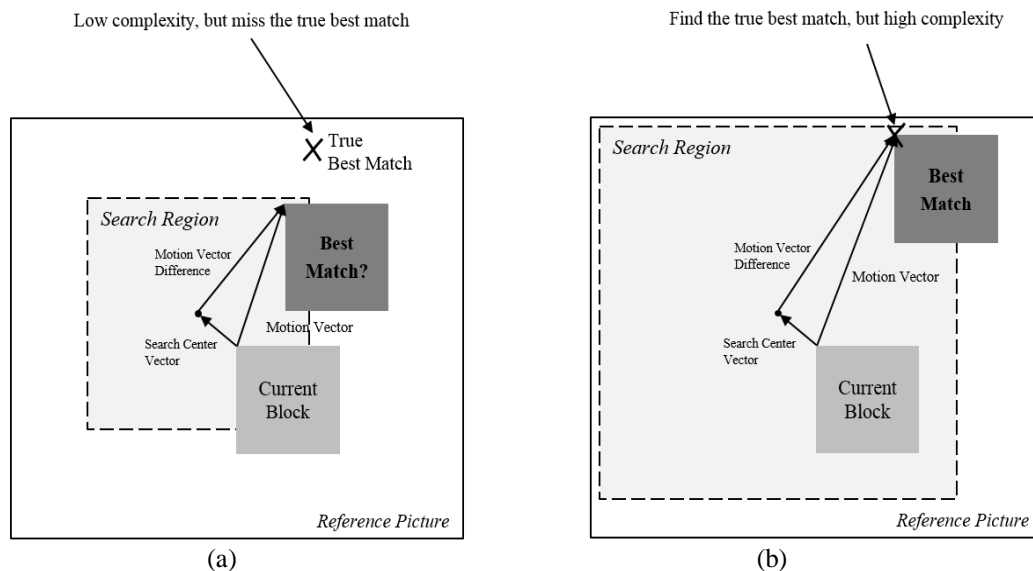 Low complexity, but miss the true best match
True
Best Match
Search Region
Best
Match?
Motion Vector
Difference
Motion Vector
Search Center
Vector
Current
Block
Reference Picture
(a)
Find the true best match, but high complexity
Search Region
Best
Match
Motion Vector
Difference
Motion Vector
Search Center
Vector
Current
Block
Reference Picture
(b)